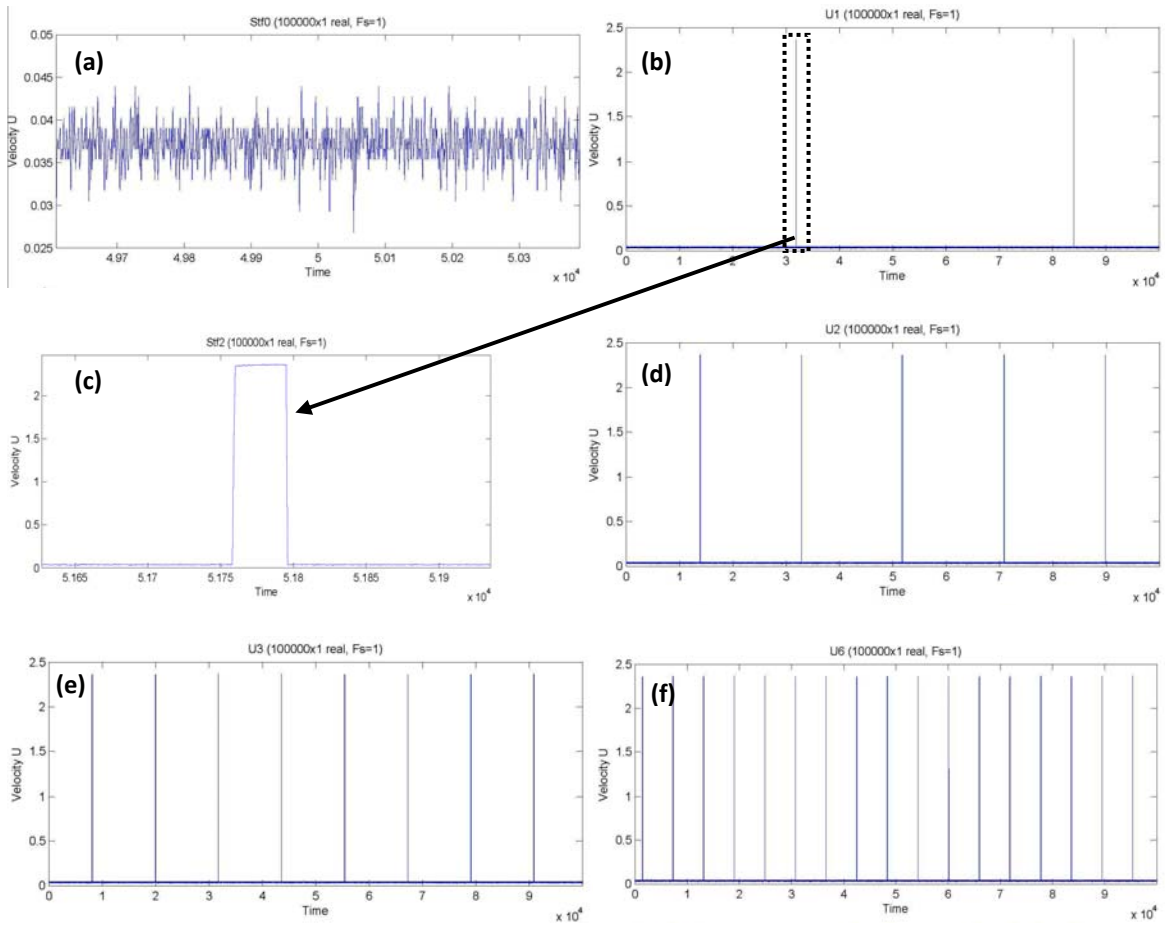 Stf0 (100000x1 real, Fs=1)
(a)
0.05
0.045
0.04
0.035
0.03
0.025
Velocity U
4.97 4.98 4.99 5 5.01 5.02 5.03
Time
x 10^4
U1 (100000x1 real, Fs=1)
(b)
2.5
2
1.5
1
0.5
0
Velocity U
0 1 2 3 4 5 6 7 8 9 10
Time
x 10^4
Stf2 (100000x1 real, Fs=1)
(c)
2
1.5
1
0.5
0
Velocity U
5.165 5.17 5.175 5.18 5.185 5.19
Time
x 10^4
U2 (100000x1 real, Fs=1)
(d)
2.5
2
1.5
1
0.5
0
Velocity U
0 1 2 3 4 5 6 7 8 9 10
Time
x 10^4
U3 (100000x1 real, Fs=1)
(e)
2.5
2
1.5
1
0.5
0
Velocity U
0 1 2 3 4 5 6 7 8 9 10
Time
x 10^4
U6 (100000x1 real, Fs=1)
(f)
2.5
2
1.5
1
0.5
0
Velocity U
0 1 2 3 4 5 6 7 8 9 10
Time
x 10^4